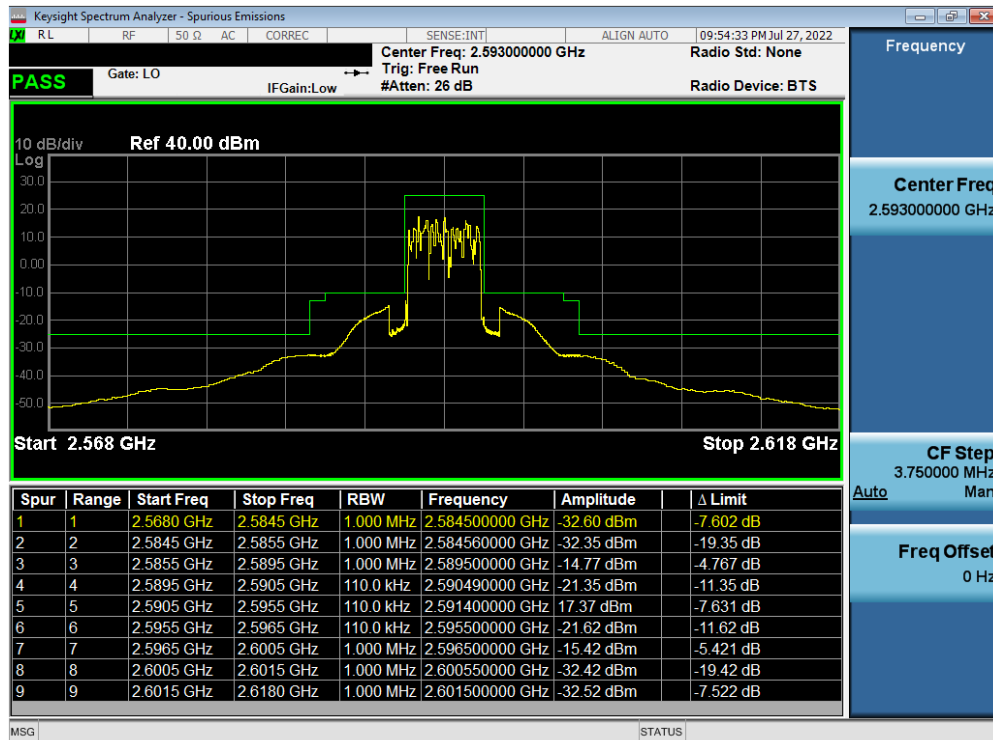 Keysight Spectrum Analyzer - Spurious Emissions
LXI RL RF 50 Ω AC CORREC SENSE:INT ALIGN AUTO 09:54:33 PM Jul 27, 2022
Center Freq: 2.593000000 GHz Radio Std: None
Trig: Free Run
PASS Gate: LO IFGain:Low #Atten: 26 dB Radio Device: BTS
10 dB/div Ref 40.00 dBm
Log
30.0
20.0
10.0
0.00
-10.0
-20.0
-30.0
-40.0
-50.0
Start 2.568 GHz Stop 2.618 GHz
Spur Range Start Freq Stop Freq RBW Frequency Amplitude Δ Limit
1 1 2.5680 GHz 2.5845 GHz 1.000 MHz 2.584500000 GHz -32.60 dBm -7.602 dB
2 2 2.5845 GHz 2.5855 GHz 1.000 MHz 2.584560000 GHz -32.35 dBm -19.35 dB
3 3 2.5855 GHz 2.5895 GHz 1.000 MHz 2.589500000 GHz -14.77 dBm -4.767 dB
4 4 2.5895 GHz 2.5905 GHz 110.0 kHz 2.590490000 GHz -21.35 dBm -11.35 dB
5 5 2.5905 GHz 2.5955 GHz 110.0 kHz 2.591400000 GHz 17.37 dBm -7.631 dB
6 6 2.5955 GHz 2.5965 GHz 110.0 kHz 2.595500000 GHz -21.62 dBm -11.62 dB
7 7 2.5965 GHz 2.6005 GHz 1.000 MHz 2.596500000 GHz -15.42 dBm -5.421 dB
8 8 2.6005 GHz 2.6015 GHz 1.000 MHz 2.600550000 GHz -32.42 dBm -19.42 dB
9 9 2.6015 GHz 2.6180 GHz 1.000 MHz 2.601500000 GHz -32.52 dBm -7.522 dB
MSG STATUS
Frequency
Center Freq
2.593000000 GHz
CF Step
3.750000 MHz
Auto Man
Freq Offset
0 Hz